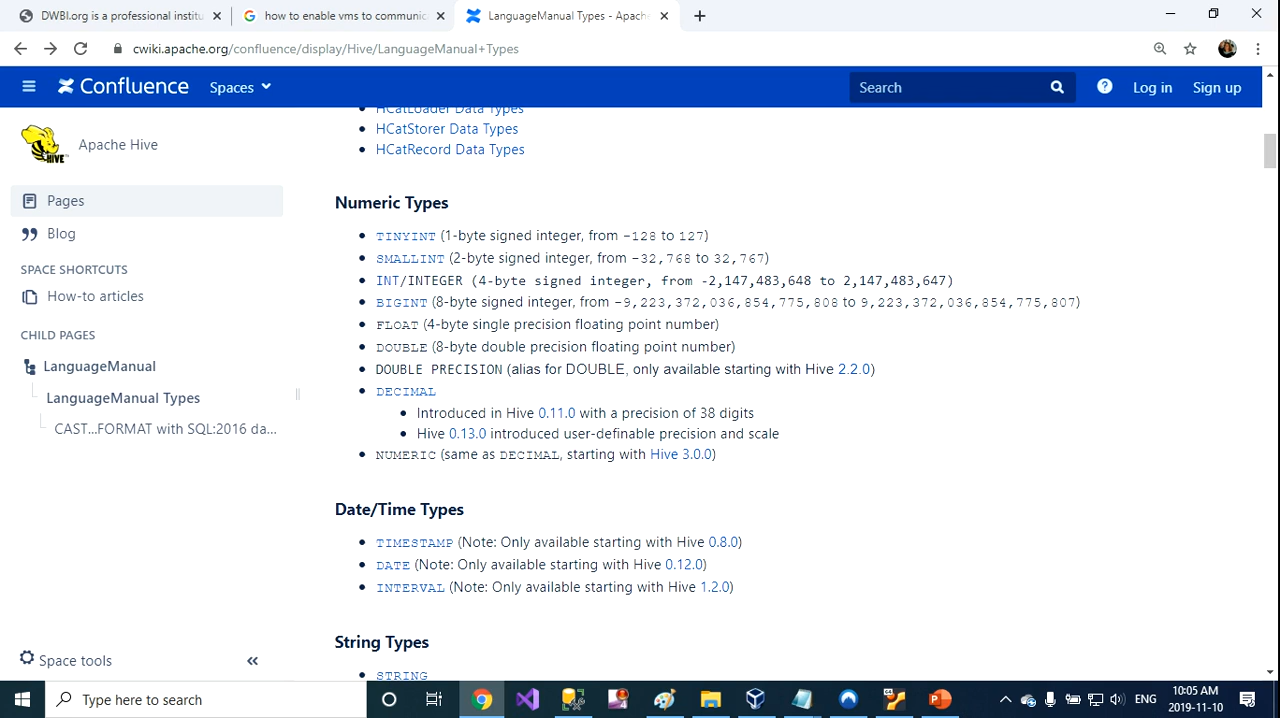 DWBI.org is a professional institu
how to enable vms to communic
LanguageManual Types - Apache
cwiki.apache.org/confluence/display/Hive/LanguageManual+Types
Confluence
Spaces
Search
Log in
Sign up
HCatLoader Data Types
HCatStorer Data Types
HCatRecord Data Types
HIVE
Apache Hive
Pages
Blog
SPACE SHORTCUTS
How-to articles
CHILD PAGES
LanguageManual
LanguageManual Types
CAST...FORMAT with SQL:2016 da...
Space tools
Numeric Types
TINYINT (1-byte signed integer, from -128 to 127)
SMALLINT (2-byte signed integer, from -32,768 to 32,767)
INT/INTEGER (4-byte signed integer, from -2,147,483,648 to 2,147,483,647)
BIGINT (8-byte signed integer, from -9,223,372,036,854,775,808 to 9,223,372,036,854,775,807)
FLOAT (4-byte single precision floating point number)
DOUBLE (8-byte double precision floating point number)
DOUBLE PRECISION (alias for DOUBLE, only available starting with Hive 2.2.0)
DECIMAL
Introduced in Hive 0.11.0 with a precision of 38 digits
Hive 0.13.0 introduced user-definable precision and scale
NUMERIC (same as DECIMAL, starting with Hive 3.0.0)
Date/Time Types
TIMESTAMP (Note: Only available starting with Hive 0.8.0)
DATE (Note: Only available starting with Hive 0.12.0)
INTERVAL (Note: Only available starting with Hive 1.2.0)
String Types
STRING
Type here to search
ENG
10:05 AM
2019-11-10